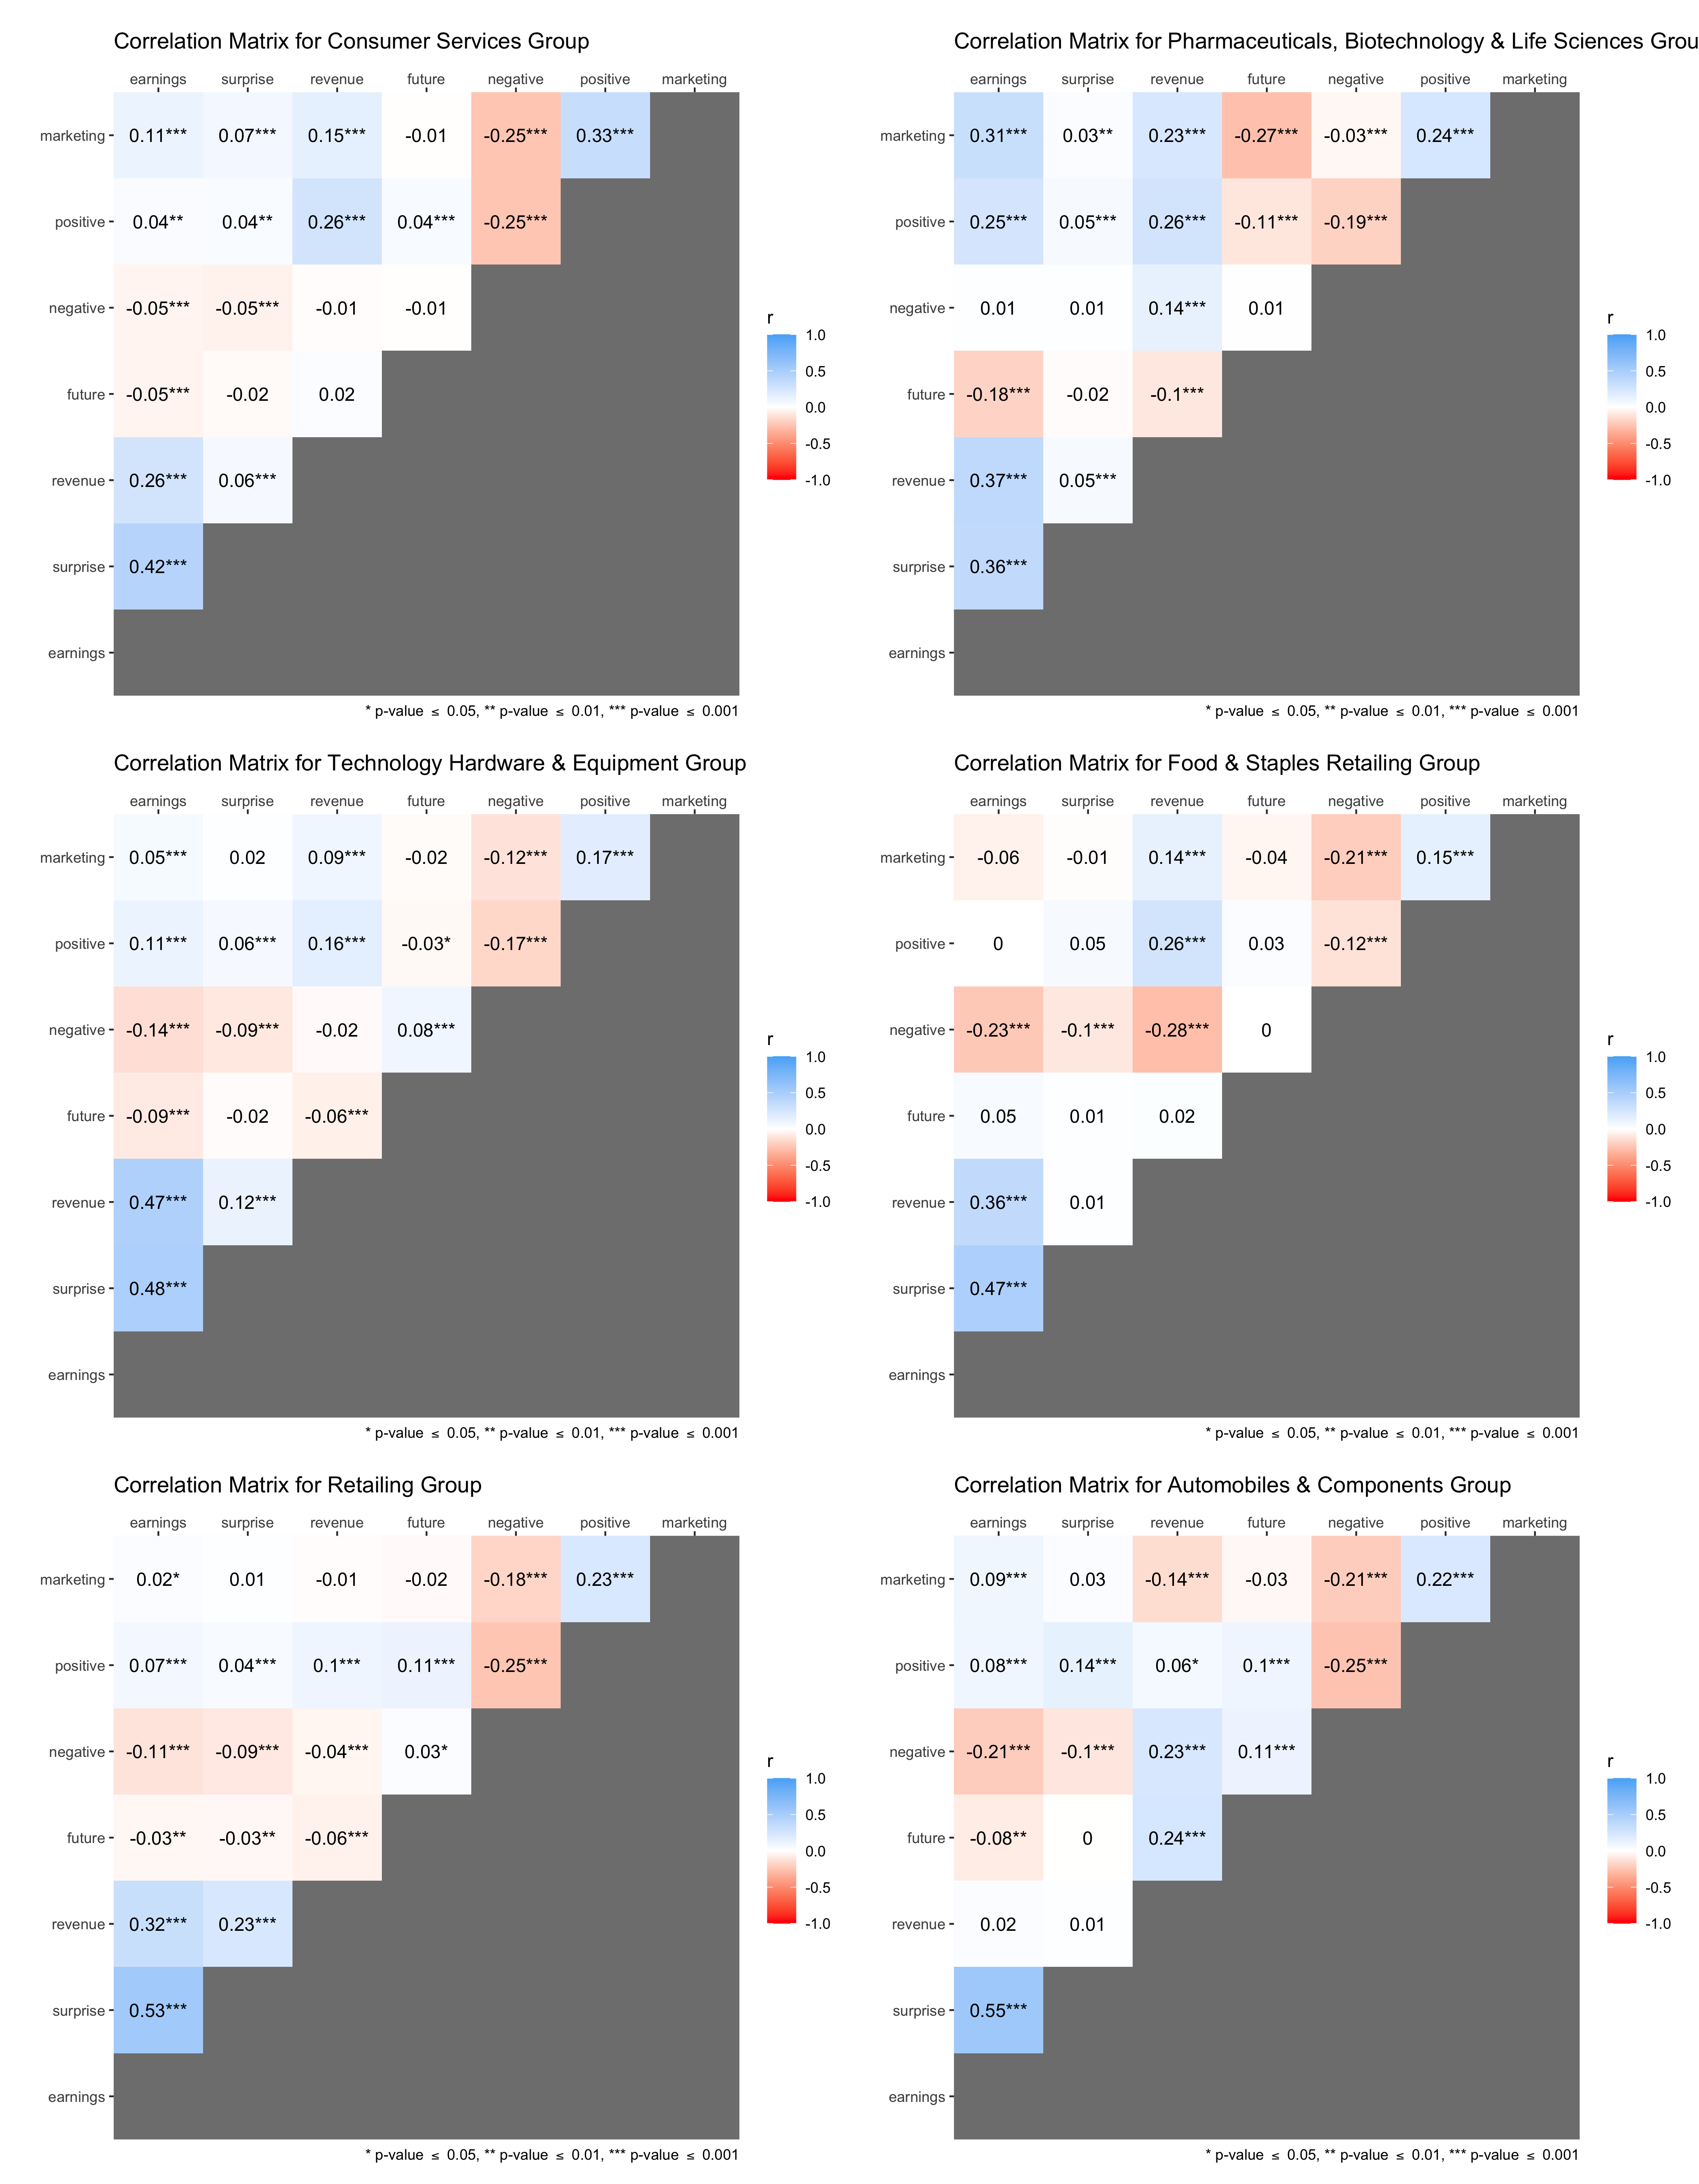 Correlation Matrix for Consumer Services Group
earnings surprise revenue future negative positive marketing
marketing 0.11*** 0.07*** 0.15*** -0.01 -0.25*** 0.33***
positive 0.04** 0.04** 0.26*** 0.04*** -0.25***
negative -0.05*** -0.05*** -0.01 -0.01
future -0.05*** -0.02 0.02
revenue 0.26*** 0.06***
surprise 0.42***
earnings
r
1.0
0.5
0.0
-0.5
-1.0
* p-value ≤ 0.05, ** p-value ≤ 0.01, *** p-value ≤ 0.001
Correlation Matrix for Pharmaceuticals, Biotechnology & Life Sciences Grou
earnings surprise revenue future negative positive marketing
marketing 0.31*** 0.03** 0.23*** -0.27*** -0.03*** 0.24***
positive 0.25*** 0.05*** 0.26*** -0.11*** -0.19***
negative 0.01 0.01 0.14*** 0.01
future -0.18*** -0.02 -0.1***
revenue 0.37*** 0.05***
surprise 0.36***
earnings
r
1.0
0.5
0.0
-0.5
-1.0
* p-value ≤ 0.05, ** p-value ≤ 0.01, *** p-value ≤ 0.001
Correlation Matrix for Technology Hardware & Equipment Group
earnings surprise revenue future negative positive marketing
marketing 0.05*** 0.02 0.09*** -0.02 -0.12*** 0.17***
positive 0.11*** 0.06*** 0.16*** -0.03* -0.17***
negative -0.14*** -0.09*** -0.02 0.08***
future -0.09*** -0.02 -0.06***
revenue 0.47*** 0.12***
surprise 0.48***
earnings
r
1.0
0.5
0.0
-0.5
-1.0
* p-value ≤ 0.05, ** p-value ≤ 0.01, *** p-value ≤ 0.001
Correlation Matrix for Food & Staples Retailing Group
earnings surprise revenue future negative positive marketing
marketing -0.06 -0.01 0.14*** -0.04 -0.21*** 0.15***
positive 0 0.05 0.26*** 0.03 -0.12***
negative -0.23*** -0.1*** -0.28*** 0
future 0.05 0.01 0.02
revenue 0.36*** 0.01
surprise 0.47***
earnings
r
1.0
0.5
0.0
-0.5
-1.0
* p-value ≤ 0.05, ** p-value ≤ 0.01, *** p-value ≤ 0.001
Correlation Matrix for Retailing Group
earnings surprise revenue future negative positive marketing
marketing 0.02* 0.01 -0.01 -0.02 -0.18*** 0.23***
positive 0.07*** 0.04*** 0.1*** 0.11*** -0.25***
negative -0.11*** -0.09*** -0.04*** 0.03*
future -0.03** -0.03** -0.06***
revenue 0.32*** 0.23***
surprise 0.53***
earnings
r
1.0
0.5
0.0
-0.5
-1.0
* p-value ≤ 0.05, ** p-value ≤ 0.01, *** p-value ≤ 0.001
Correlation Matrix for Automobiles & Components Group
earnings surprise revenue future negative positive marketing
marketing 0.09*** 0.03 -0.14*** -0.03 -0.21*** 0.22***
positive 0.08*** 0.14*** 0.06* 0.1*** -0.25***
negative -0.21*** -0.1*** 0.23*** 0.11***
future -0.08** 0 0.24***
revenue 0.02 0.01
surprise 0.55***
earnings
r
1.0
0.5
0.0
-0.5
-1.0
* p-value ≤ 0.05, ** p-value ≤ 0.01, *** p-value ≤ 0.001